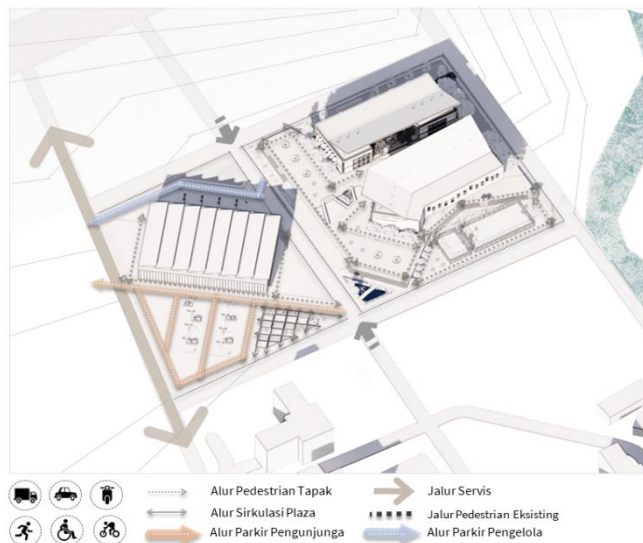 Alur Pedestrian Tapak
Jalur Servis
Alur Sirkulasi Plaza
Jalur Pedestrian Eksisting
Alur Parkir Pengunjunga
Alur Parkir Pengelola